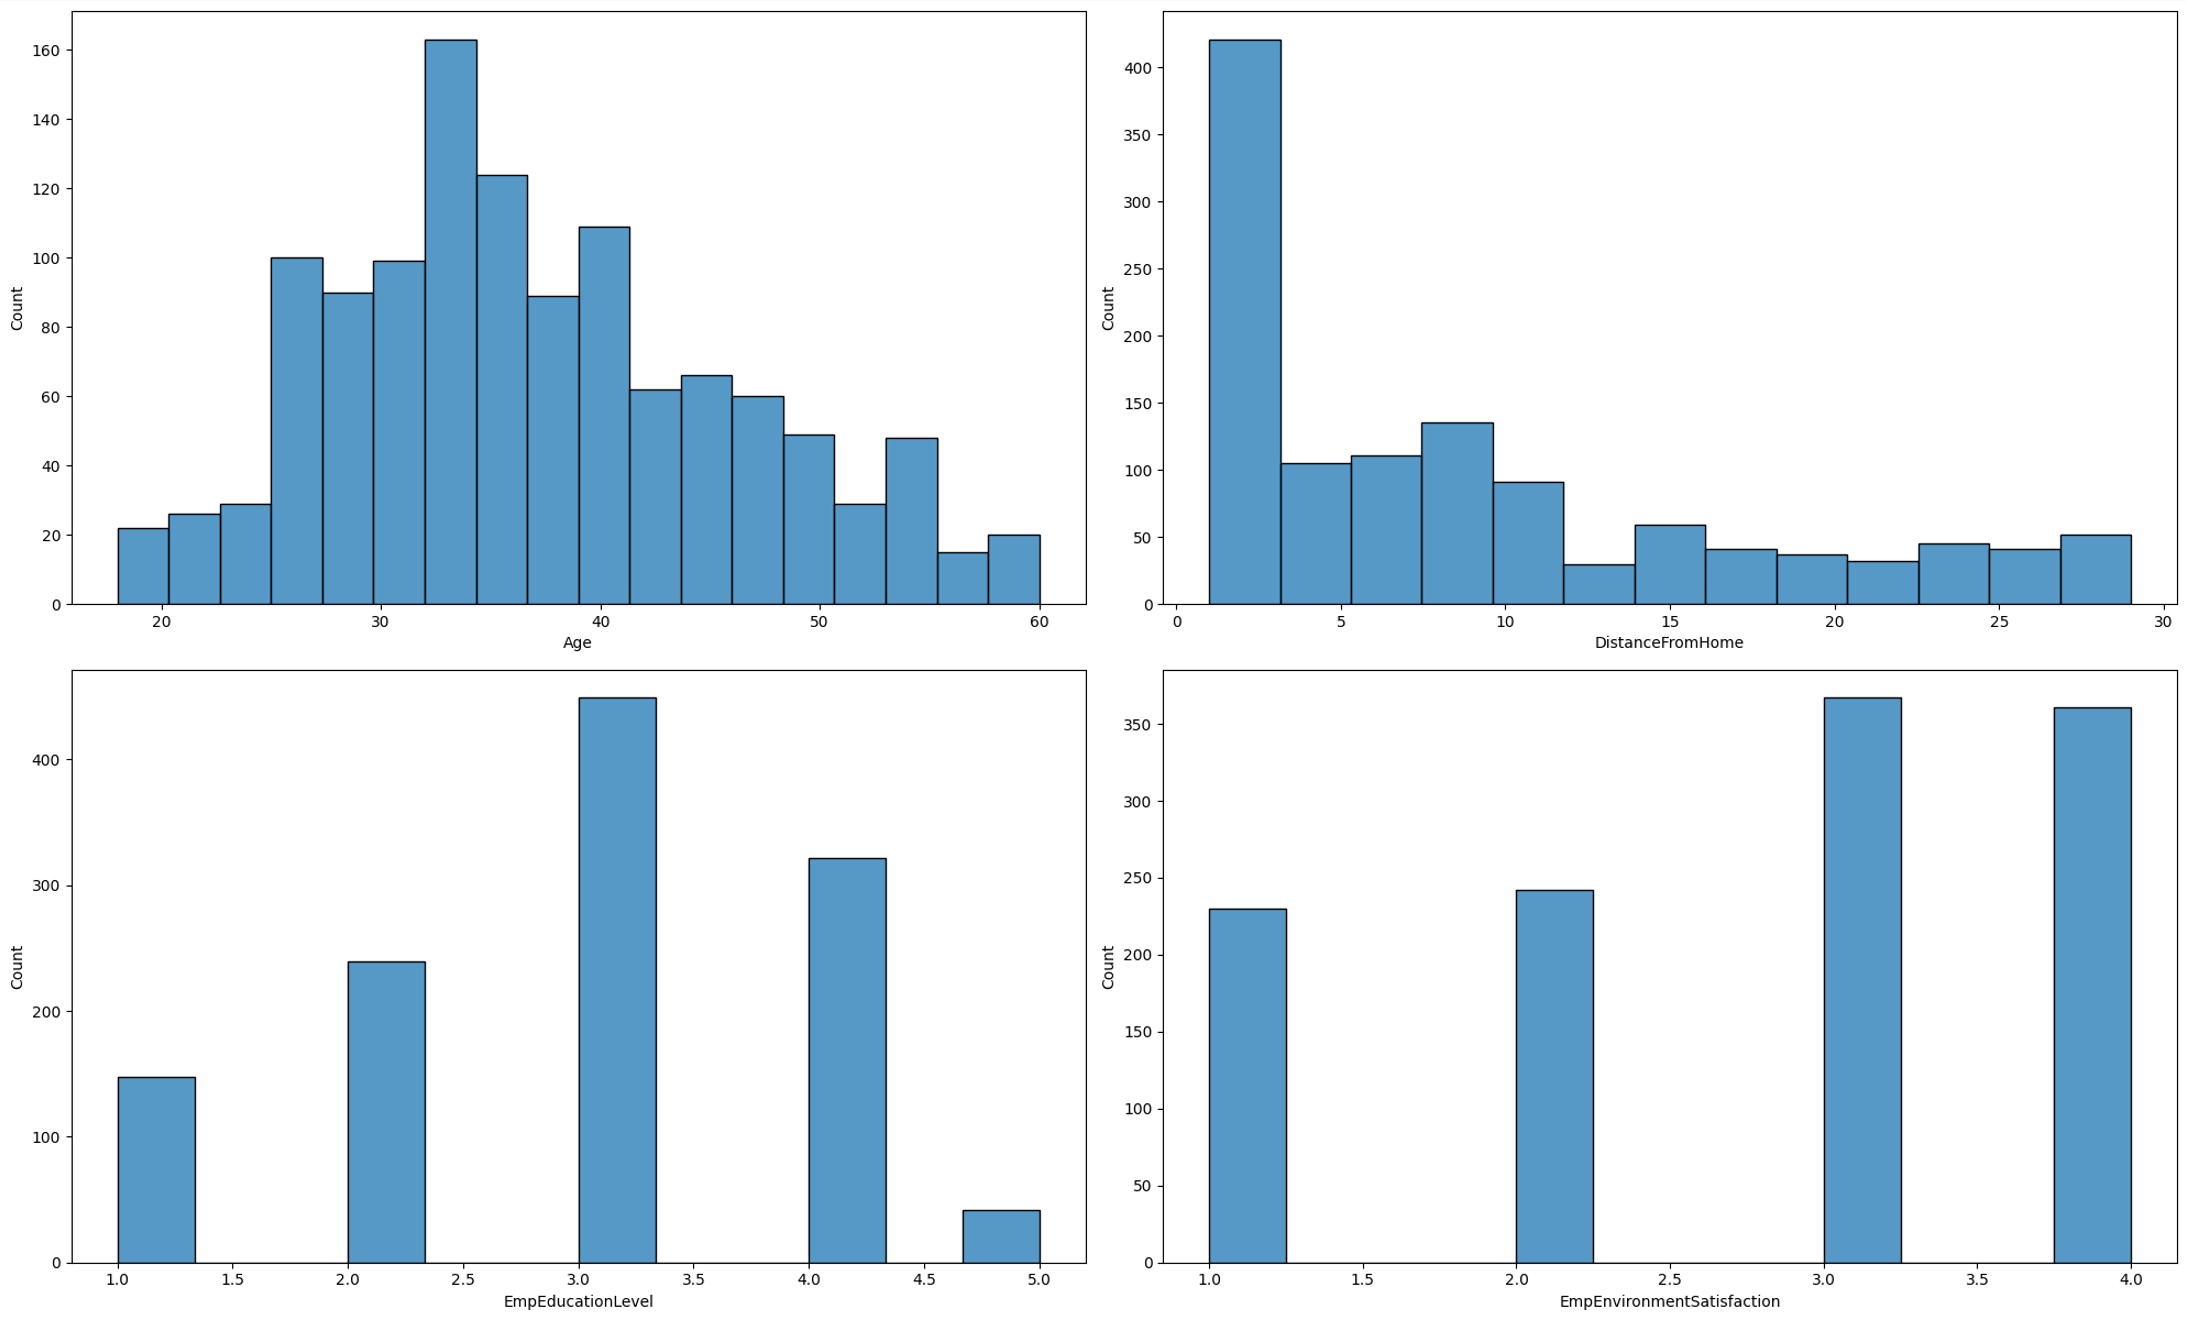 Count
160
140
120
100
80
60
40
20
0
20 30 40 50 60
Age
Count
400
350
300
250
200
150
100
50
0
0 5 10 15 20 25 30
DistanceFromHome
Count
400
300
200
100
0
1.0 1.5 2.0 2.5 3.0 3.5 4.0 4.5 5.0
EmpEducationLevel
Count
350
300
250
200
150
100
50
0
1.0 1.5 2.0 2.5 3.0 3.5 4.0
EmpEnvironmentSatisfaction